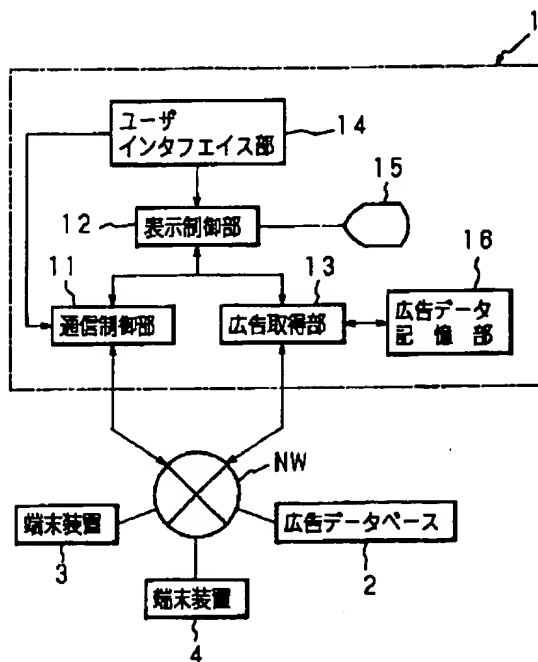 1
ユーザ
インタフェイス部
14
15
12
表示制御部
11
13
16
通信制御部
広告取得部
広告データ
記憶部
NW
端末装置
広告データベース
3
2
端末装置
4